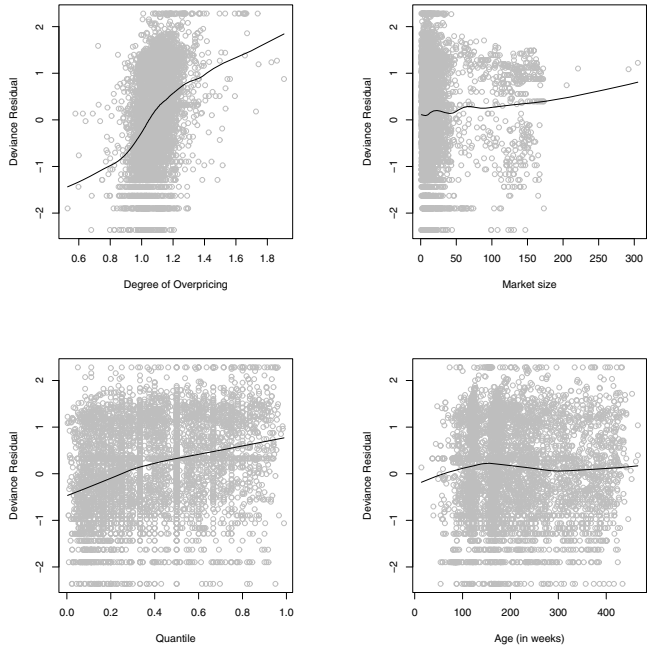 Deviance Residual
2
1
0
-1
-2
0.6 0.8 1.0 1.2 1.4 1.6 1.8
Degree of Overpricing
Deviance Residual
2
1
0
-1
-2
0 50 100 150 200 250 300
Market size
Deviance Residual
2
1
0
-1
-2
0.0 0.2 0.4 0.6 0.8 1.0
Quantile
Deviance Residual
2
1
0
-1
-2
100 200 300 400
Age (in weeks)